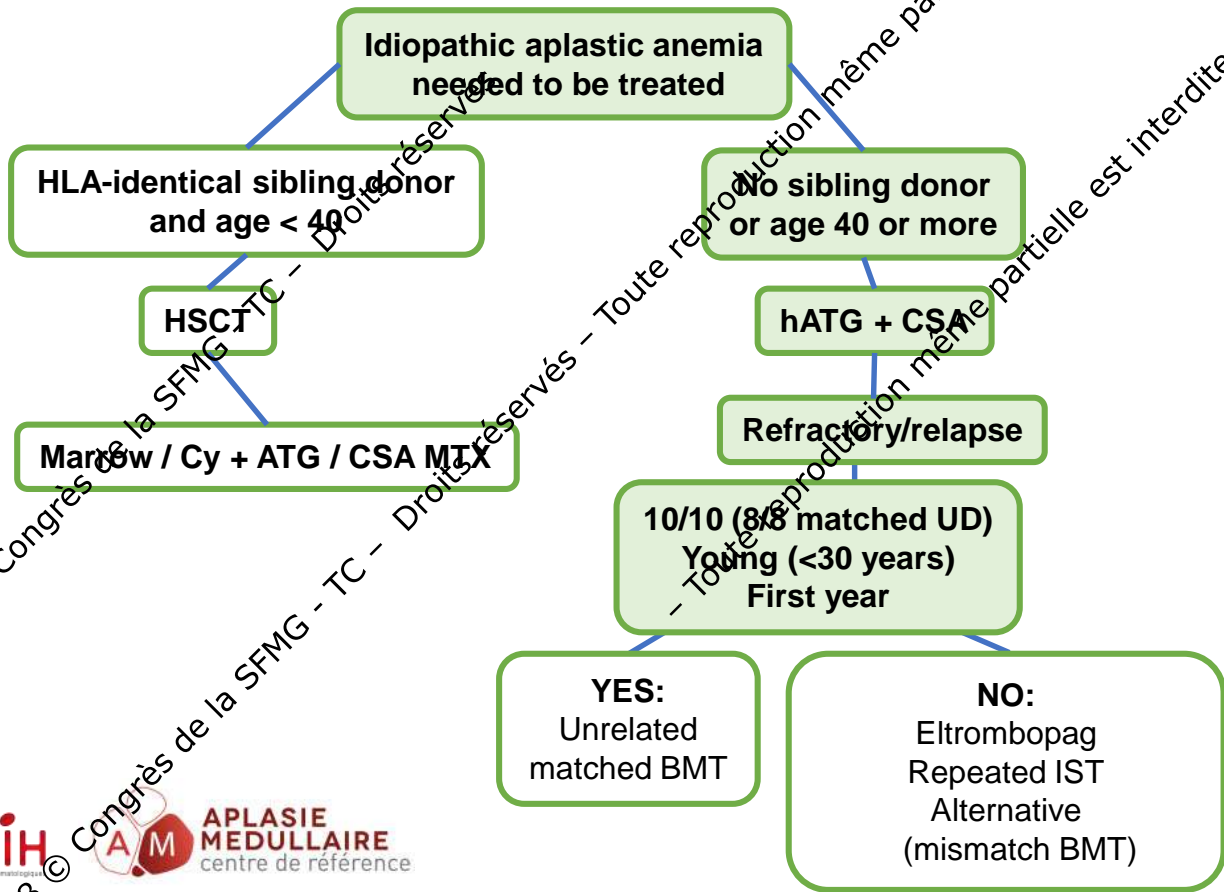 Idiopathic aplastic anemia
needed to be treated
HLA-identical sibling donor
and age < 40
No sibling donor
or age 40 or more
HSCT
hATG + CSA
Marrow / Cy + ATG / CSA MTX
Refractory/relapse
10/10 (8/8 matched UD)
Young (<30 years)
First year
YES:
Unrelated
matched BMT
NO:
Eltrombopag
Repeated IST
Alternative
(mismatch BMT)
Congrès de la SFMG - TC – Droits réservés
© Congrès de la SFMG - TC – Droits réservés – Toute reproduction même
– Toute reproduction même partielle est interdite
AM
APLASIE
MEDULLAIRE
centre de référence